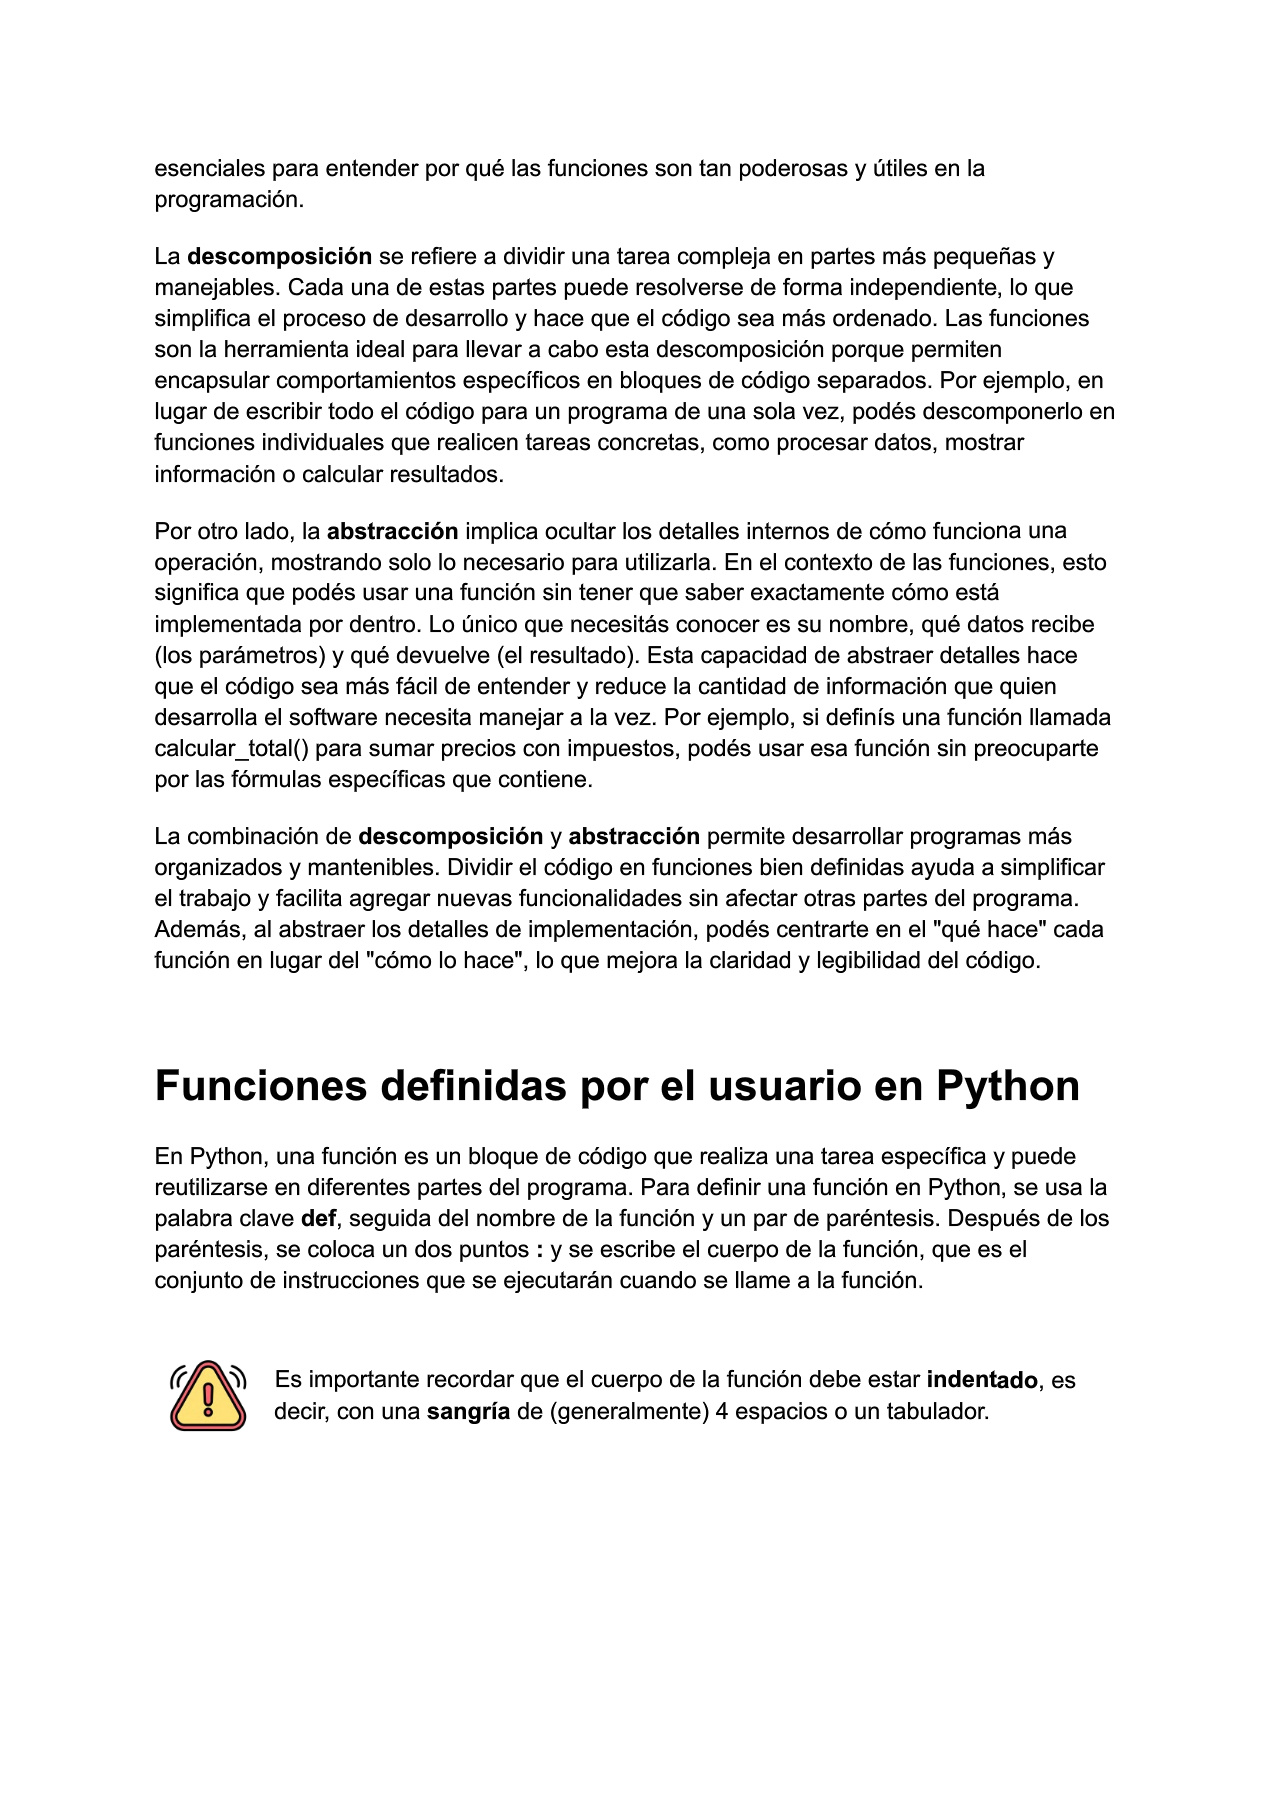 esenciales para entender por qué las funciones son tan poderosas y útiles en la
programación.
La descomposición se refiere a dividir una tarea compleja en partes más pequeñas y
manejables. Cada una de estas partes puede resolverse de forma independiente, lo que
simplifica el proceso de desarrollo y hace que el código sea más ordenado. Las funciones
son la herramienta ideal para llevar a cabo esta descomposición porque permiten
encapsular comportamientos específicos en bloques de código separados. Por ejemplo, en
lugar de escribir todo el código para un programa de una sola vez, podés descomponerlo en
funciones individuales que realicen tareas concretas, como procesar datos, mostrar
información o calcular resultados.
Por otro lado, la abstracción implica ocultar los detalles internos de cómo funciona una
operación, mostrando solo lo necesario para utilizarla. En el contexto de las funciones, esto
significa que podés usar una función sin tener que saber exactamente cómo está
implementada por dentro. Lo único que necesitás conocer es su nombre, qué datos recibe
(los parámetros) y qué devuelve (el resultado). Esta capacidad de abstraer detalles hace
que el código sea más fácil de entender y reduce la cantidad de información que quien
desarrolla el software necesita manejar a la vez. Por ejemplo, si definís una función llamada
calcular_total() para sumar precios con impuestos, podés usar esa función sin preocuparte
por las fórmulas específicas que contiene.
La combinación de descomposición y abstracción permite desarrollar programas más
organizados y mantenibles. Dividir el código en funciones bien definidas ayuda a simplificar
el trabajo y facilita agregar nuevas funcionalidades sin afectar otras partes del programa.
Además, al abstraer los detalles de implementación, podés centrarte en el "qué hace" cada
función en lugar del "cómo lo hace", lo que mejora la claridad y legibilidad del código.
Funciones definidas por el usuario en Python
En Python, una función es un bloque de código que realiza una tarea específica y puede
reutilizarse en diferentes partes del programa. Para definir una función en Python, se usa la
palabra clave def, seguida del nombre de la función y un par de paréntesis. Después de los
paréntesis, se coloca un dos puntos : y se escribe el cuerpo de la función, que es el
conjunto de instrucciones que se ejecutarán cuando se llame a la función.
Es importante recordar que el cuerpo de la función debe estar indentado, es
decir, con una sangría de (generalmente) 4 espacios o un tabulador.